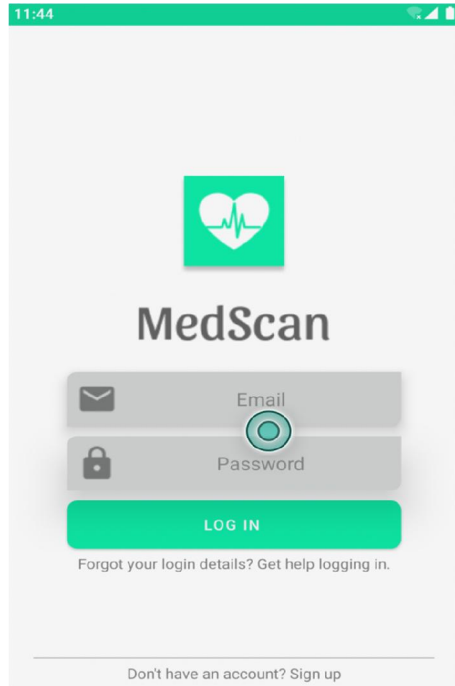 11:44
MedScan
Email
Password
LOG IN
Forgot your login details? Get help logging in.
Don't have an account? Sign up